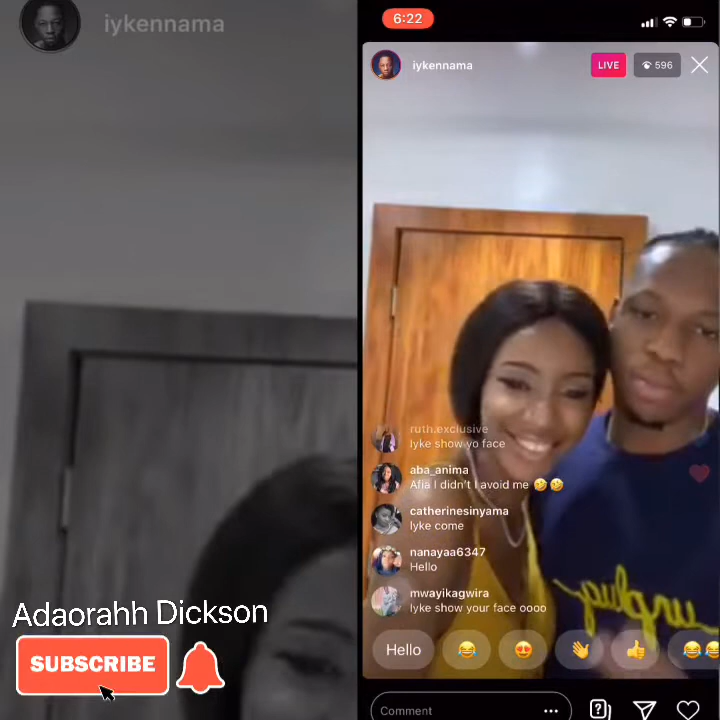 iykennama
6:22
iykennama
LIVE
596
ruth.exclusive
Iyke show yo face
aba_anima
Afia I didn't I avoid me 🤣🤣
catherinesinyama
Iyke come
nanayaa6347
Hello
mwayikagwira
Iyke show your face oooo
Hello 😂 😍 👋 👍 😂😂
Comment
Adaorahh Dickson
SUBSCRIBE